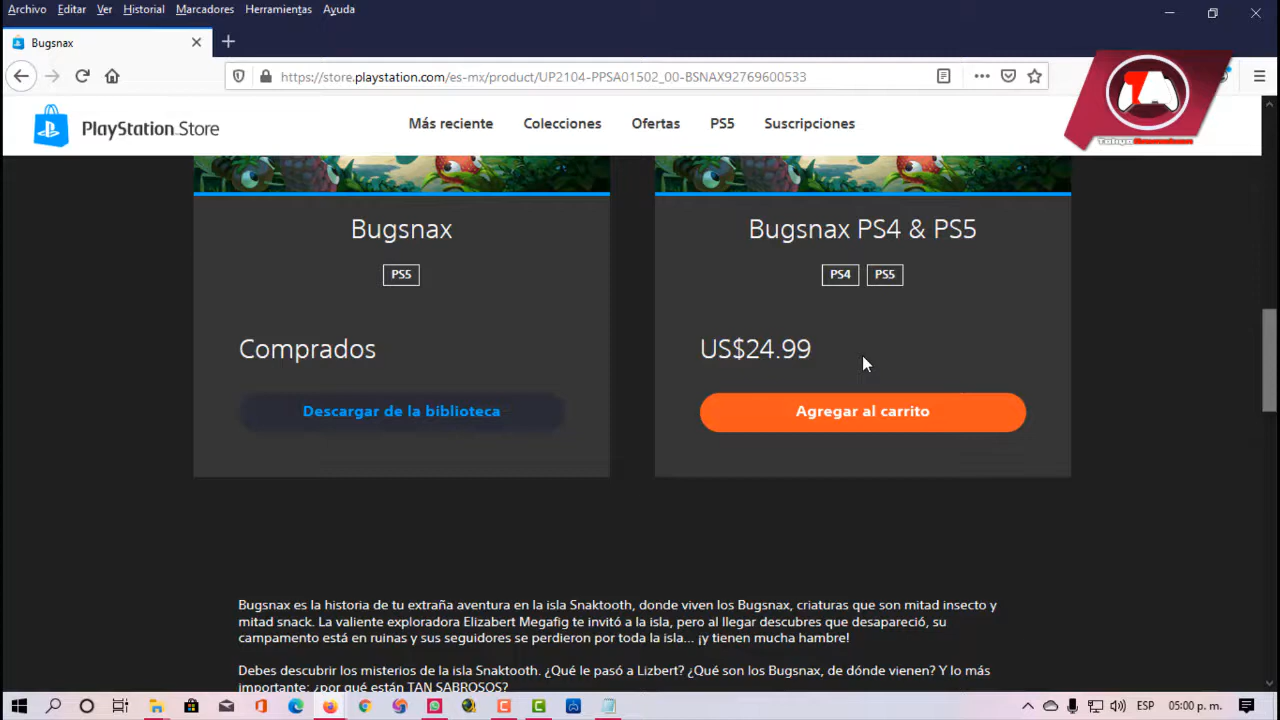 Archivo Editar Ver Historial Marcadores Herramientas Ayuda
Bugsnax
https://store.playstation.com/es-mx/product/UP2104-PPSA01502_00-BSNAX92769600533
PlayStation Store Más reciente Colecciones Ofertas PS5 Suscripciones
Bugsnax
PS5
Comprados
Descargar de la biblioteca
Bugsnax PS4 & PS5
PS4 PS5
US$24.99
Agregar al carrito
Bugsnax es la historia de tu extraña aventura en la isla Snaktooth, donde viven los Bugsnax, criaturas que son mitad insecto y
mitad snack. La valiente exploradora Elizabert Megafig te invitó a la isla, pero al llegar descubres que desapareció, su
campamento está en ruinas y sus seguidores se perdieron por toda la isla... ¡y tienen mucha hambre!
Debes descubrir los misterios de la isla Snaktooth. ¿Qué le pasó a Lizbert? ¿Qué son los Bugsnax, de dónde vienen? Y lo más
importante: ¿por qué están TAN SABROSOS?
ESP 05:00 p. m.